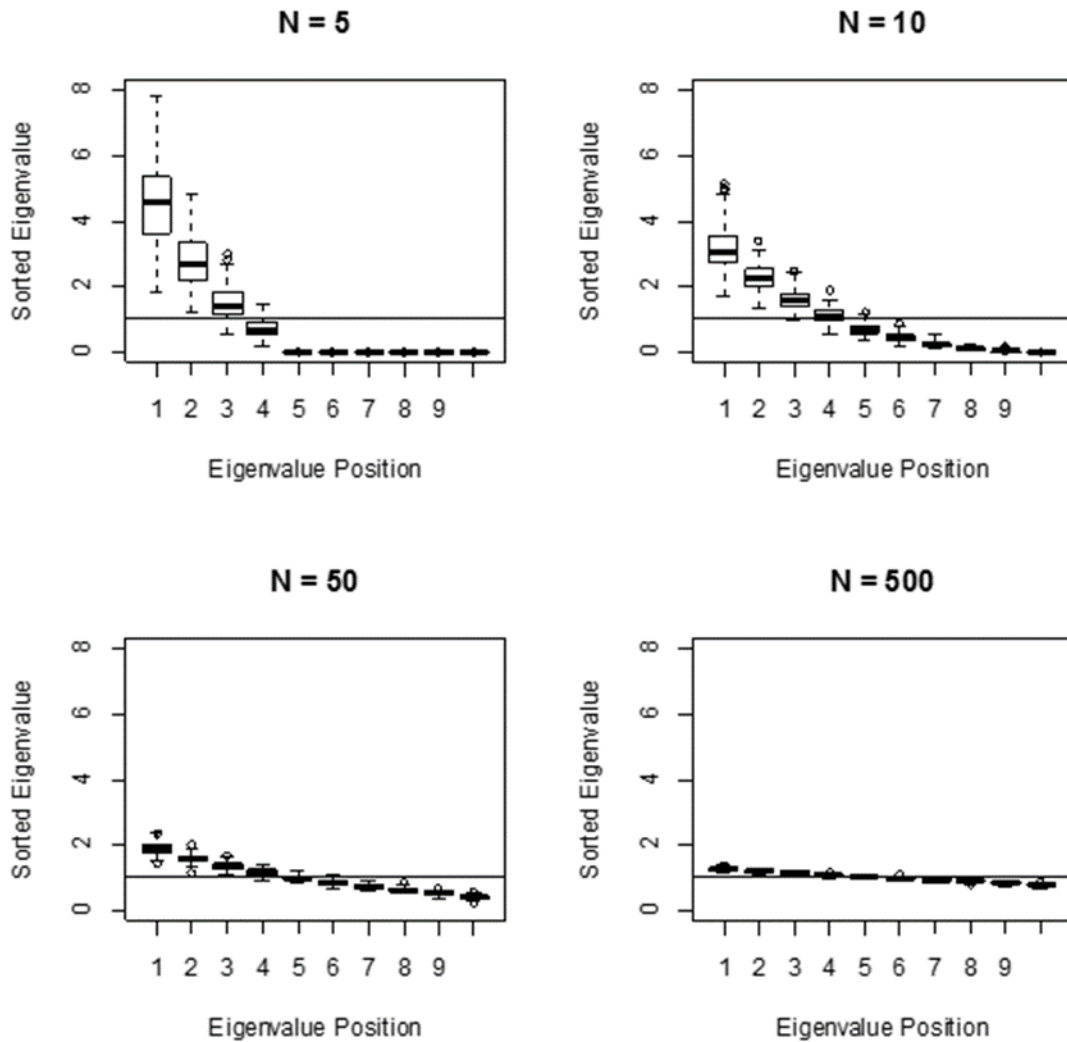 N = 5
8
6
4
2
0
Sorted Eigenvalue
1 2 3 4 5 6 7 8 9
Eigenvalue Position
N = 10
8
6
4
2
0
Sorted Eigenvalue
1 2 3 4 5 6 7 8 9
Eigenvalue Position
N = 50
8
6
4
2
0
Sorted Eigenvalue
1 2 3 4 5 6 7 8 9
Eigenvalue Position
N = 500
8
6
4
2
0
Sorted Eigenvalue
1 2 3 4 5 6 7 8 9
Eigenvalue Position